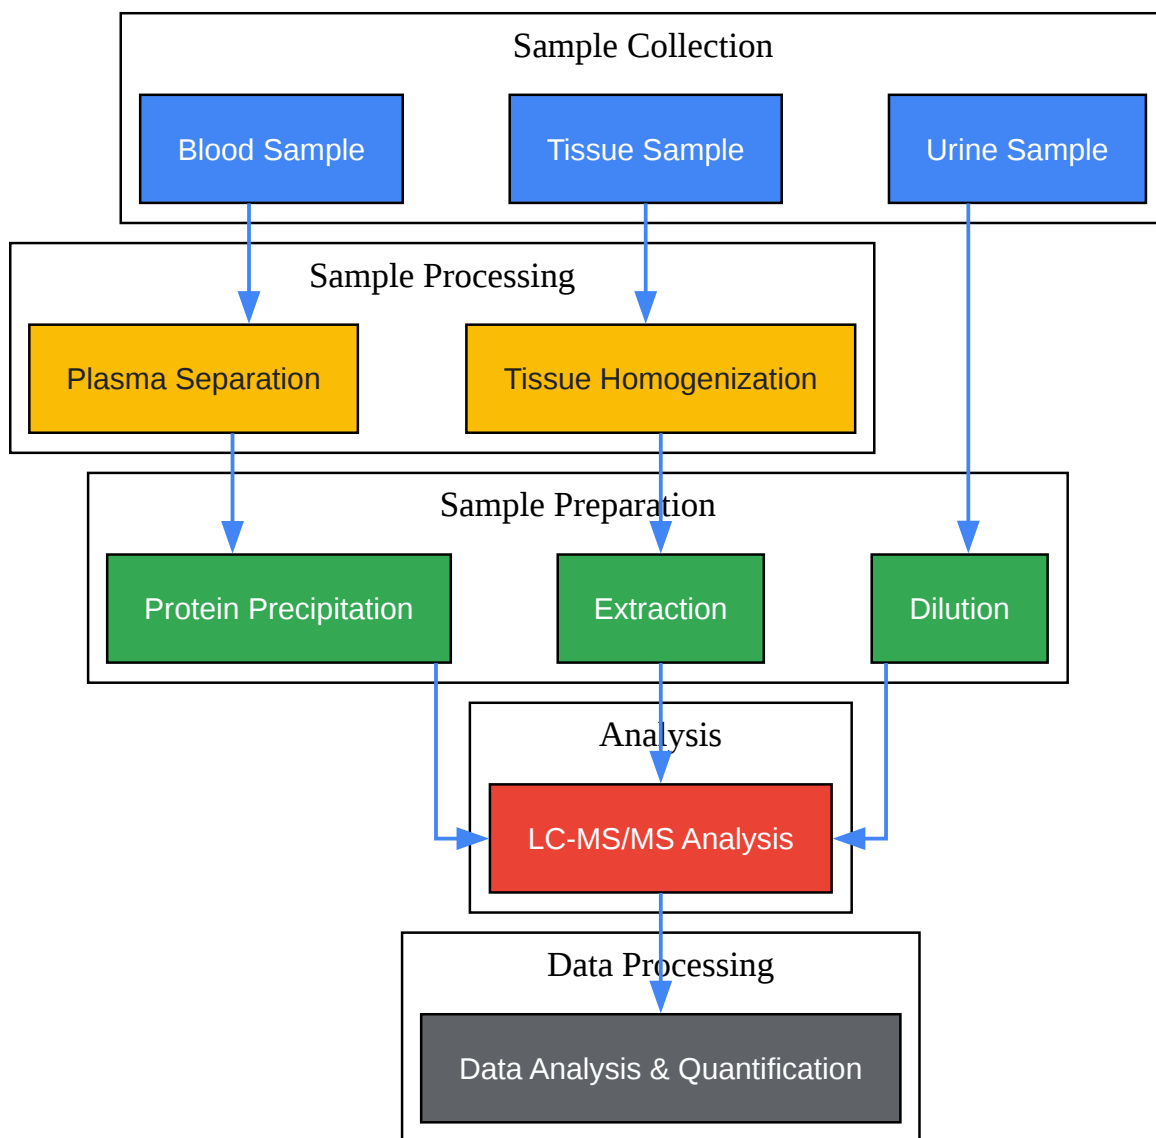 Sample Collection
Blood Sample
Tissue Sample
Urine Sample
Sample Processing
Plasma Separation
Tissue Homogenization
Sample Preparation
Protein Precipitation
Extraction
Dilution
Analysis
LC-MS/MS Analysis
Data Processing
Data Analysis & Quantification